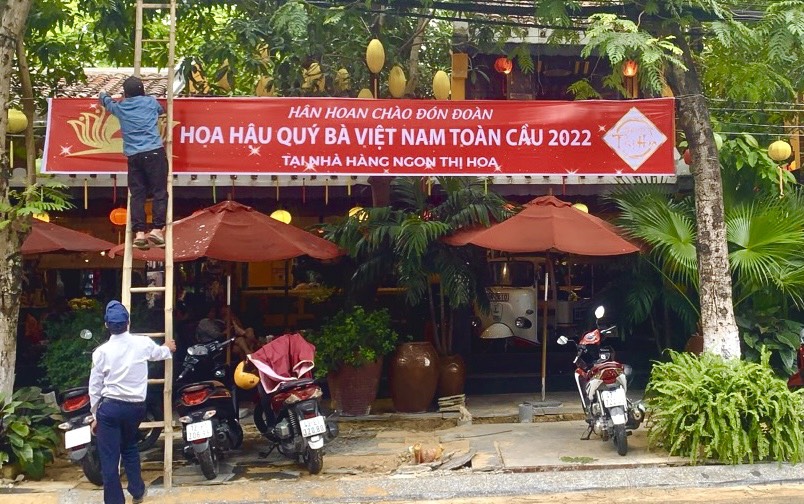 HÂN HOAN CHÀO ĐÓN ĐOÀN
HOA HẬU QUÝ BÀ VIỆT NAM TOÀN CẦU 2022
TẠI NHÀ HÀNG NGON THỊ HOA